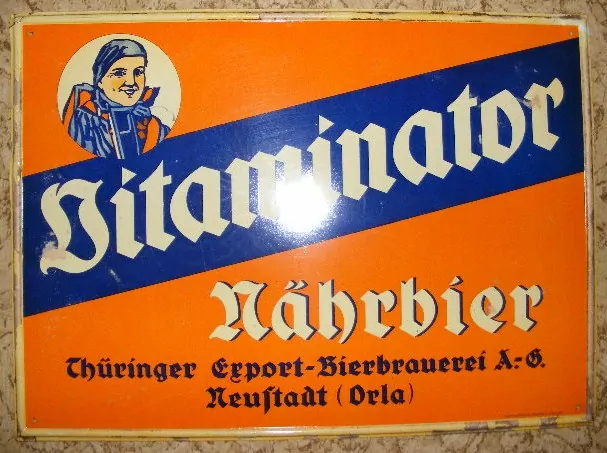 Vitaminator
Nährbier
Thüringer Export-Bierbrauerei A.-G.
Neuſtadt (Orla)